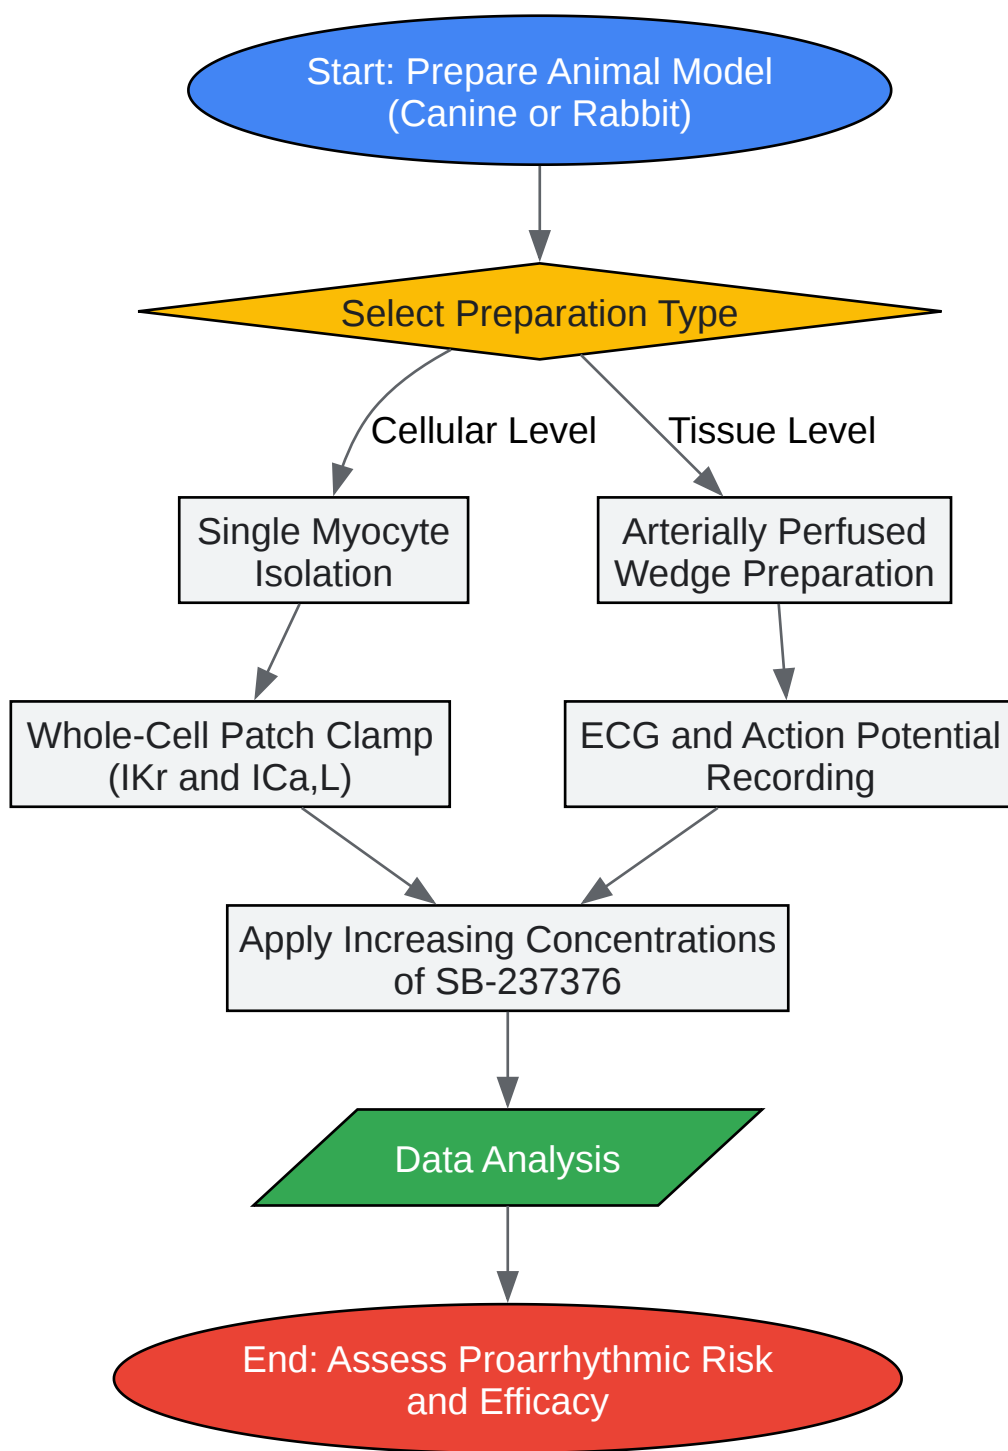 Start: Prepare Animal Model
(Canine or Rabbit)
Select Preparation Type
Cellular Level
Tissue Level
Single Myocyte
Isolation
Arterially Perfused
Wedge Preparation
Whole-Cell Patch Clamp
(IKr and ICa,L)
ECG and Action Potential
Recording
Apply Increasing Concentrations
of SB-237376
Data Analysis
End: Assess Proarrhythmic Risk
and Efficacy